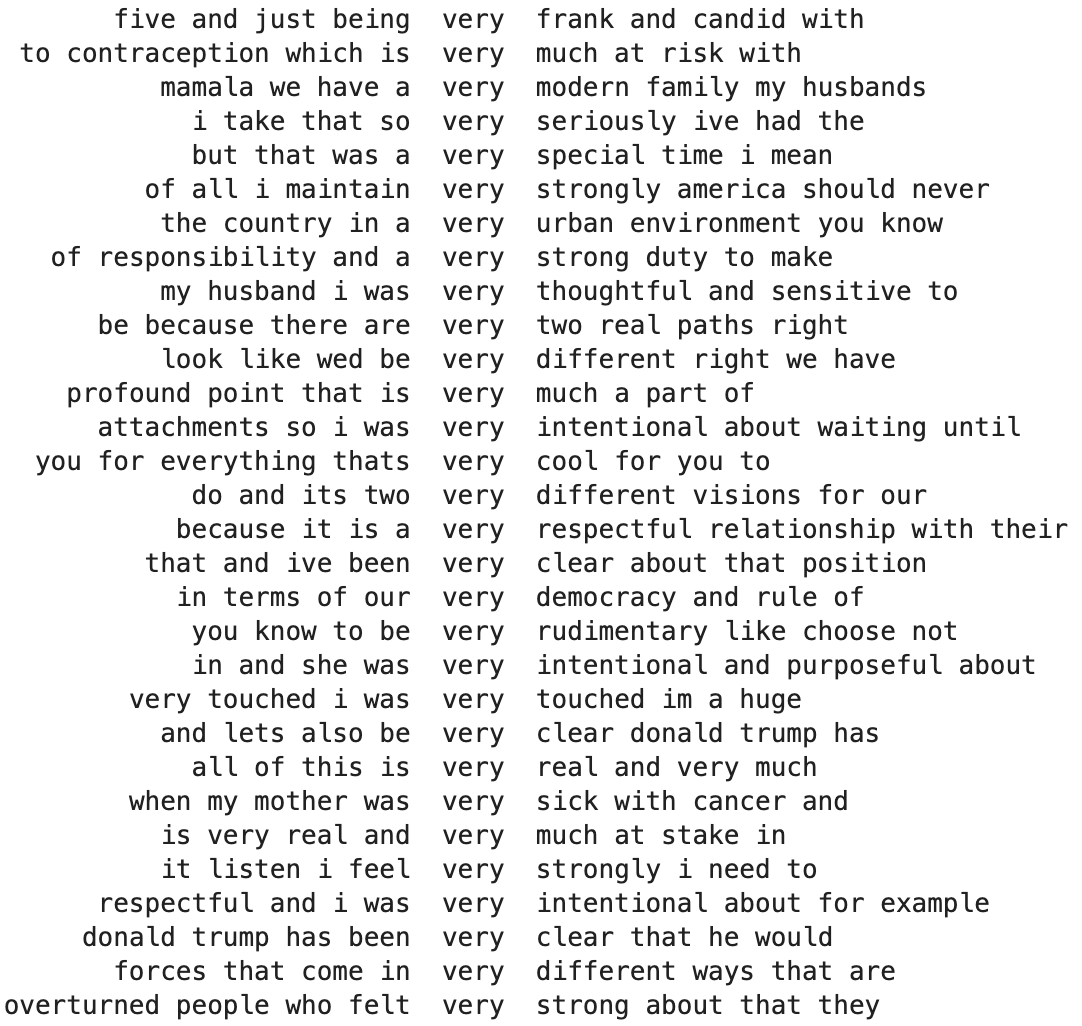 five and just being very frank and candid with
to contraception which is very much at risk with
mamala we have a very modern family my husbands
i take that so very seriously ive had the
but that was a very special time i mean
of all i maintain very strongly america should never
the country in a very urban environment you know
of responsibility and a very strong duty to make
my husband i was very thoughtful and sensitive to
be because there are very two real paths right
look like wed be very different right we have
profound point that is very much a part of
attachments so i was very intentional about waiting until
you for everything thats very cool for you to
do and its two very different visions for our
because it is a very respectful relationship with their
that and ive been very clear about that position
in terms of our very democracy and rule of
you know to be very rudimentary like choose not
in and she was very intentional and purposeful about
very touched i was very touched im a huge
and lets also be very clear donald trump has
all of this is very real and very much
when my mother was very sick with cancer and
is very real and very much at stake in
it listen i feel very strongly i need to
respectful and i was very intentional about for example
donald trump has been very clear that he would
forces that come in very different ways that are
overturned people who felt very strong about that they